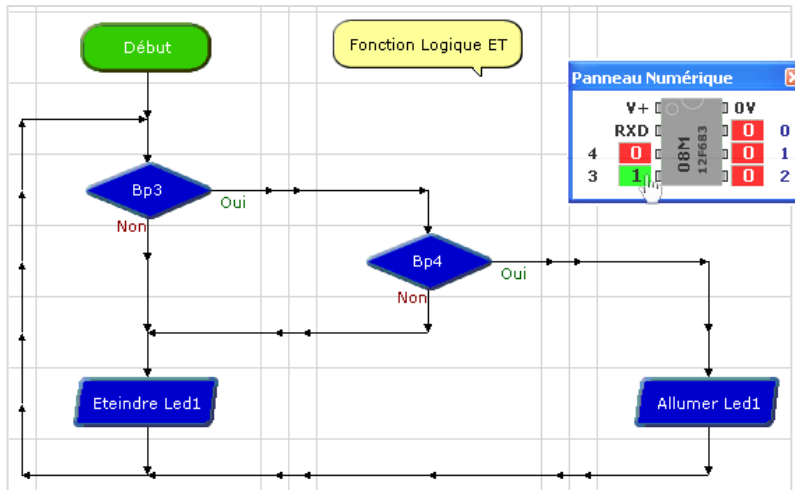 Début
Fonction Logique ET
Panneau Numérique
V+ 0V
RXD 0 0
4 0 0 1
3 1 0 2
08M
12F683
Bp3
Oui
Non
Bp4
Oui
Non
Eteindre Led1
Allumer Led1